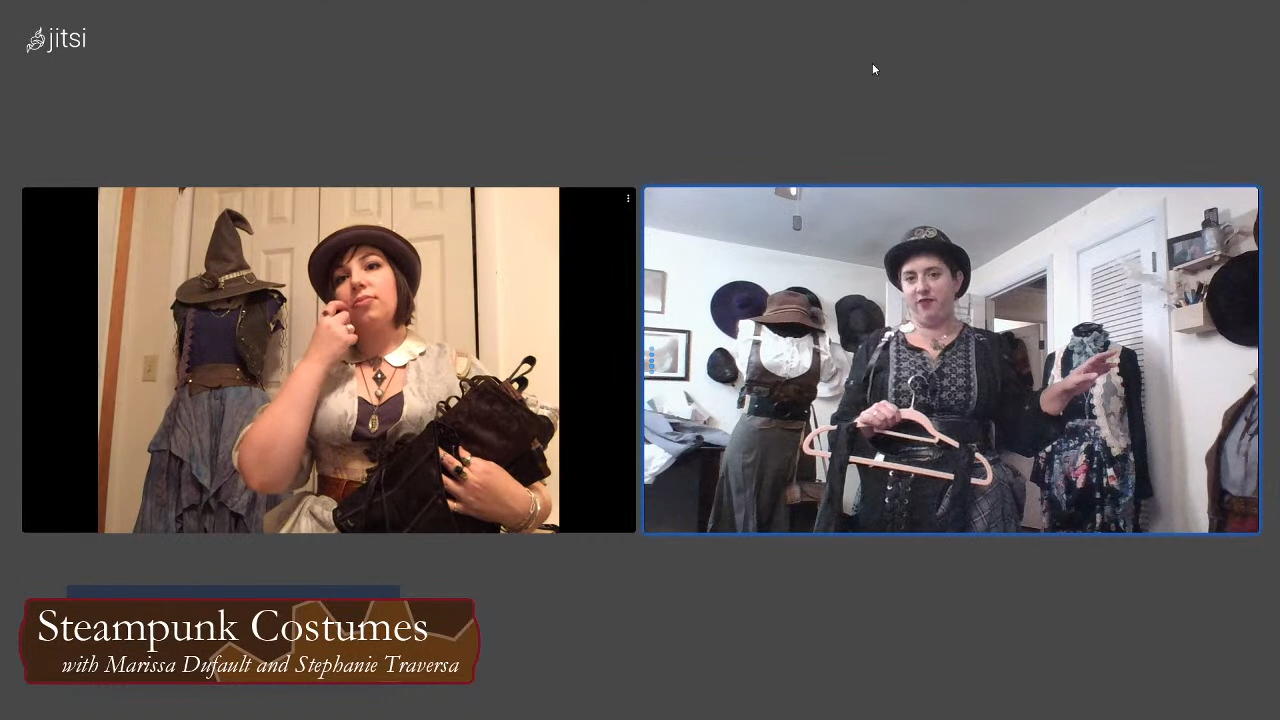 jitsi
Steampunk Costumes
with Marissa Dufault and Stephanie Traversa